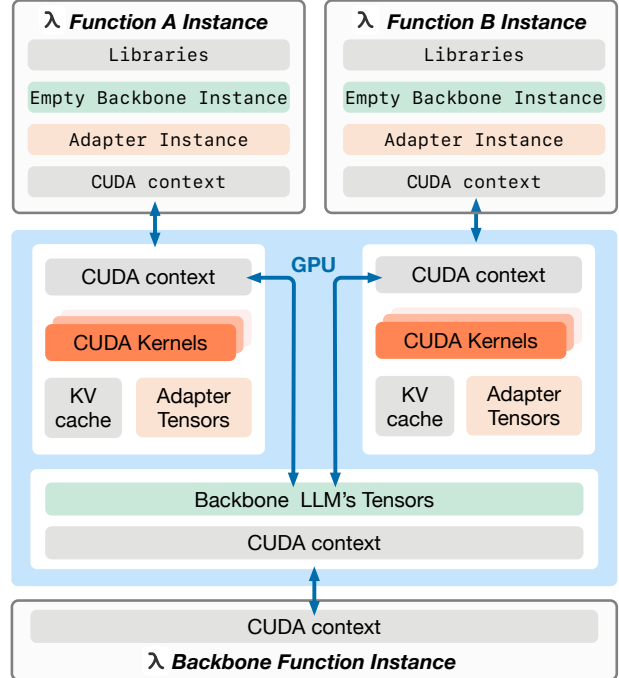 λ Function A Instance
Libraries
Empty Backbone Instance
Adapter Instance
CUDA context
λ Function B Instance
Libraries
Empty Backbone Instance
Adapter Instance
CUDA context
GPU
CUDA context
CUDA Kernels
KV
cache
Adapter
Tensors
CUDA context
CUDA Kernels
KV
cache
Adapter
Tensors
Backbone LLM's Tensors
CUDA context
CUDA context
λ Backbone Function Instance